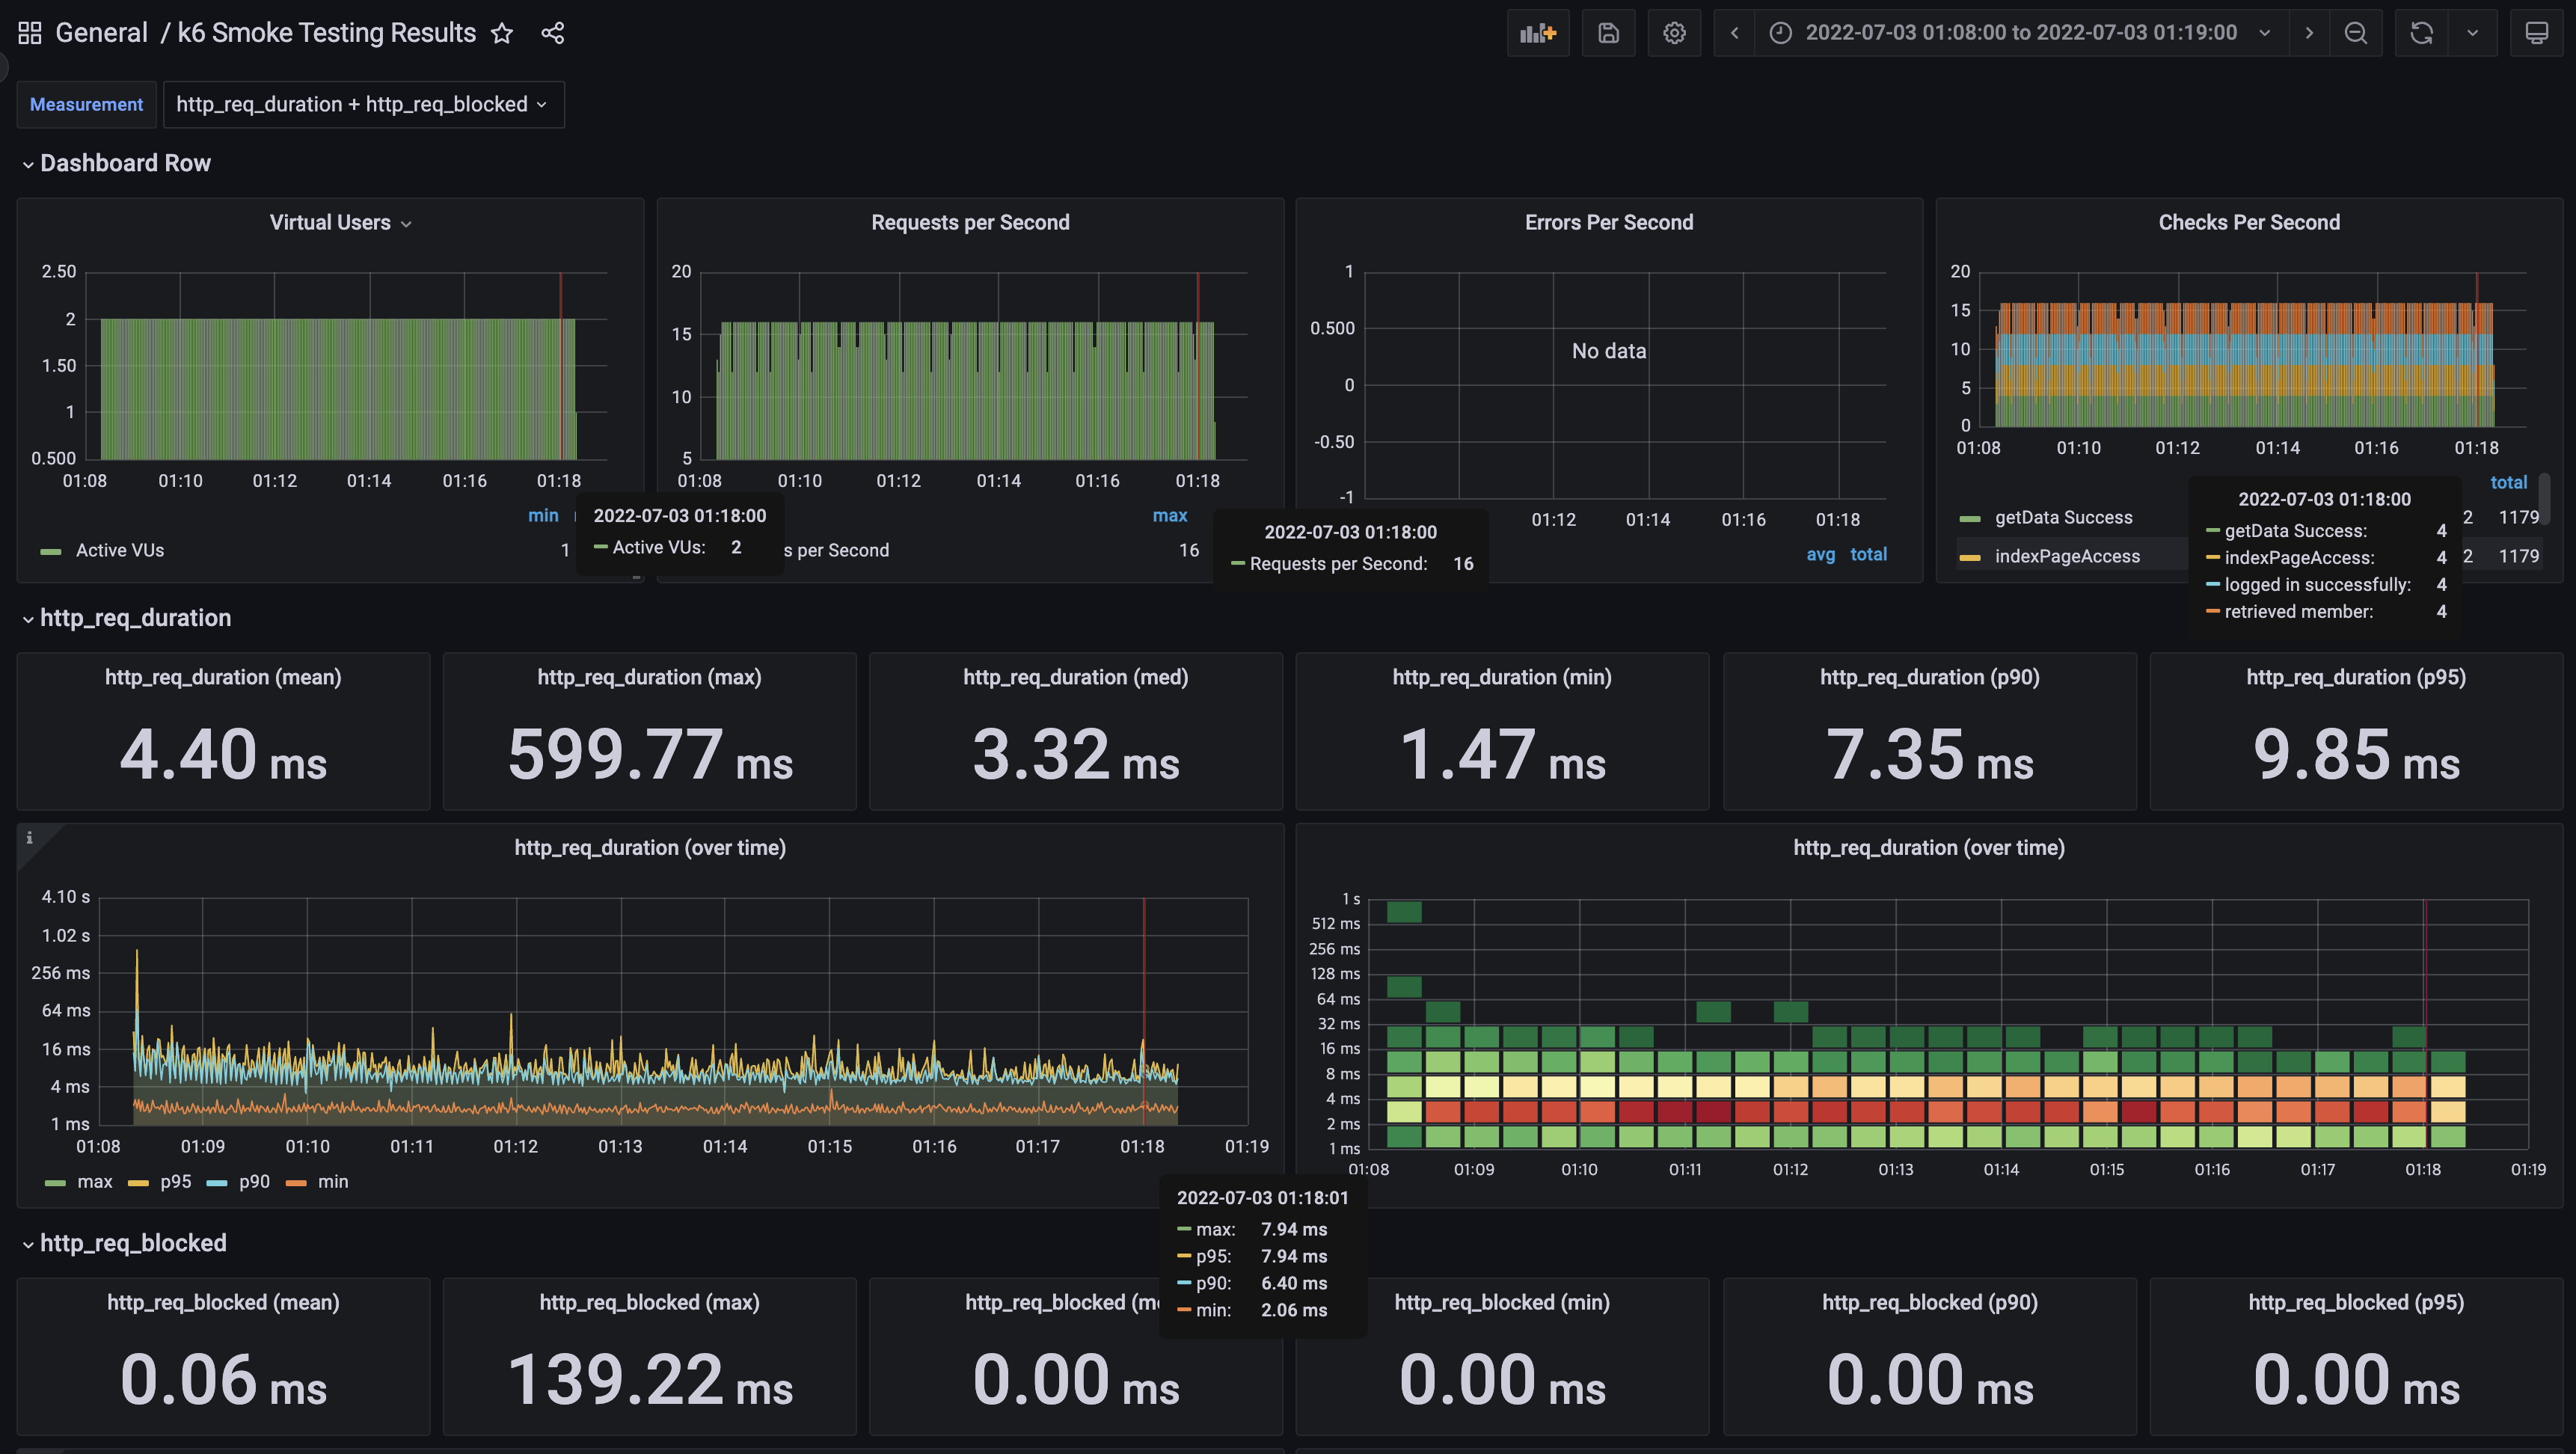 General / k6 Smoke Testing Results
2022-07-03 01:08:00 to 2022-07-03 01:19:00
Measurement http_req_duration + http_req_blocked
Dashboard Row
Virtual Users
2.50
2
1.50
1
0.500
01:08 01:10 01:12 01:14 01:16 01:18
min
Active VUs 1
2022-07-03 01:18:00
Active VUs: 2
Requests per Second
20
15
10
5
01:08 01:10 01:12 01:14 01:16 01:18
max
s per Second 16
2022-07-03 01:18:00
Requests per Second: 16
Errors Per Second
1
0.500
0
-0.50
-1
No data
01:12 01:14 01:16 01:18
avg total
Checks Per Second
20
15
10
5
0
01:08 01:10 01:12 01:14 01:16 01:18
total
getData Success 2 1179
indexPageAccess 2 1179
2022-07-03 01:18:00
getData Success: 4
indexPageAccess: 4
logged in successfully: 4
retrieved member: 4
http_req_duration
http_req_duration (mean)
4.40 ms
http_req_duration (max)
599.77 ms
http_req_duration (med)
3.32 ms
http_req_duration (min)
1.47 ms
http_req_duration (p90)
7.35 ms
http_req_duration (p95)
9.85 ms
http_req_duration (over time)
4.10 s
1.02 s
256 ms
64 ms
16 ms
4 ms
1 ms
01:08 01:09 01:10 01:11 01:12 01:13 01:14 01:15 01:16 01:17 01:18 01:19
max p95 p90 min
http_req_duration (over time)
1 s
512 ms
256 ms
128 ms
64 ms
32 ms
16 ms
8 ms
4 ms
2 ms
1 ms
01:08 01:09 01:10 01:11 01:12 01:13 01:14 01:15 01:16 01:17 01:18 01:19
2022-07-03 01:18:01
max: 7.94 ms
p95: 7.94 ms
p90: 6.40 ms
min: 2.06 ms
http_req_blocked
http_req_blocked (mean)
0.06 ms
http_req_blocked (max)
139.22 ms
http_req_blocked (m
0.00 ms
http_req_blocked (min)
0.00 ms
http_req_blocked (p90)
0.00 ms
http_req_blocked (p95)
0.00 ms